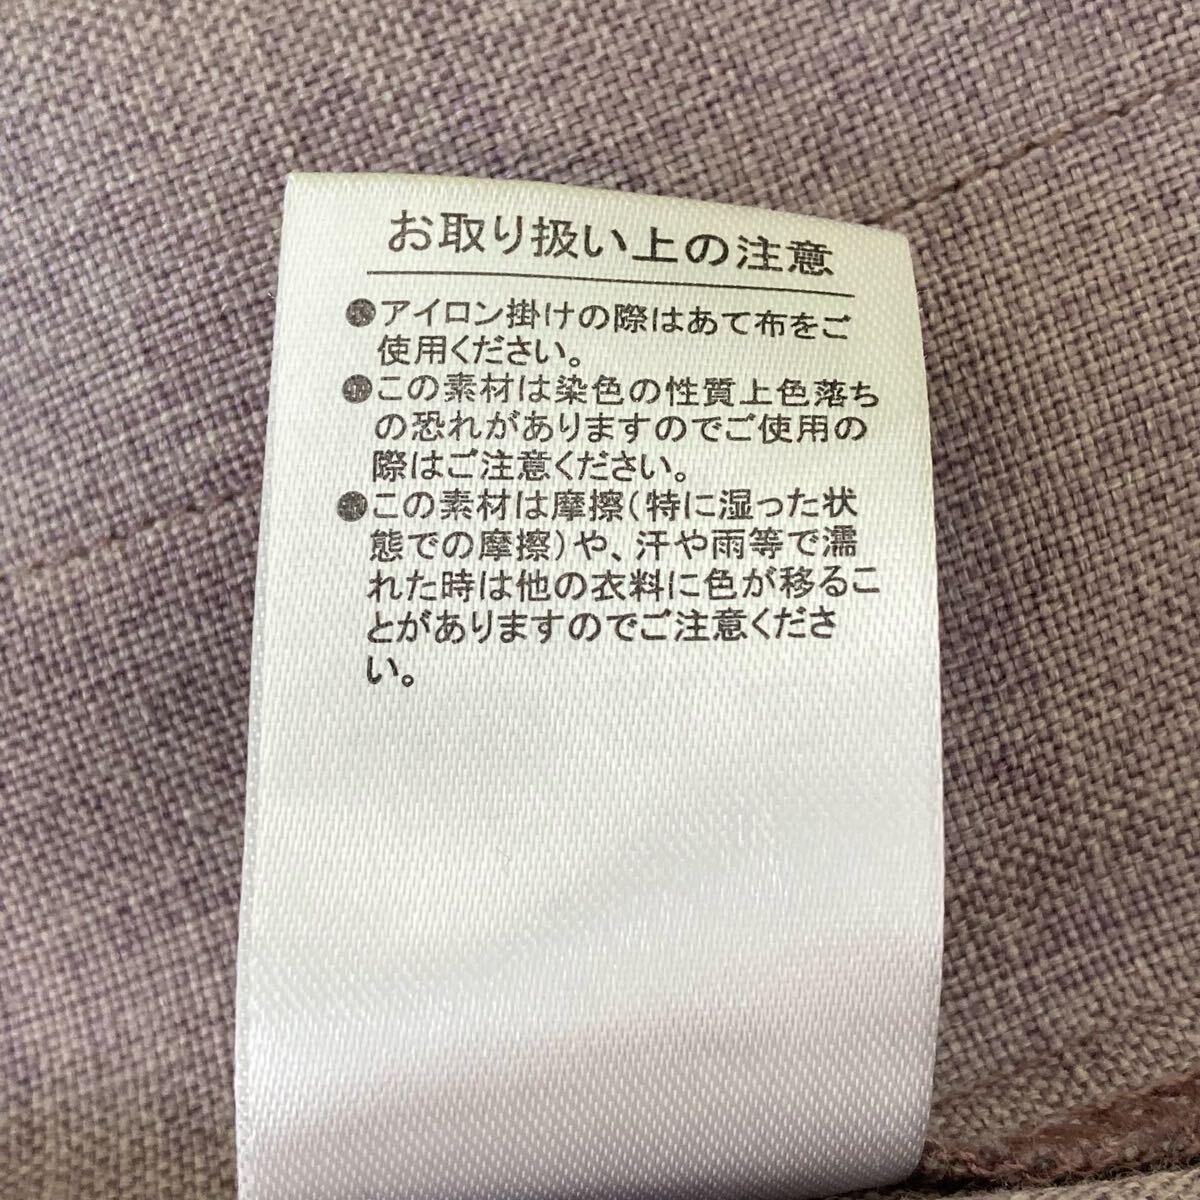 お取り扱い上の注意
●アイロン掛けの際はあて布をご
使用ください。
●この素材は染色の性質上色落ち
の恐れがありますのでご使用の
際はご注意ください。
●この素材は摩擦(特に湿った状
態での摩擦)や、汗や雨等で濡
れた時は他の衣料に色が移るこ
とがありますのでご注意くださ
い。